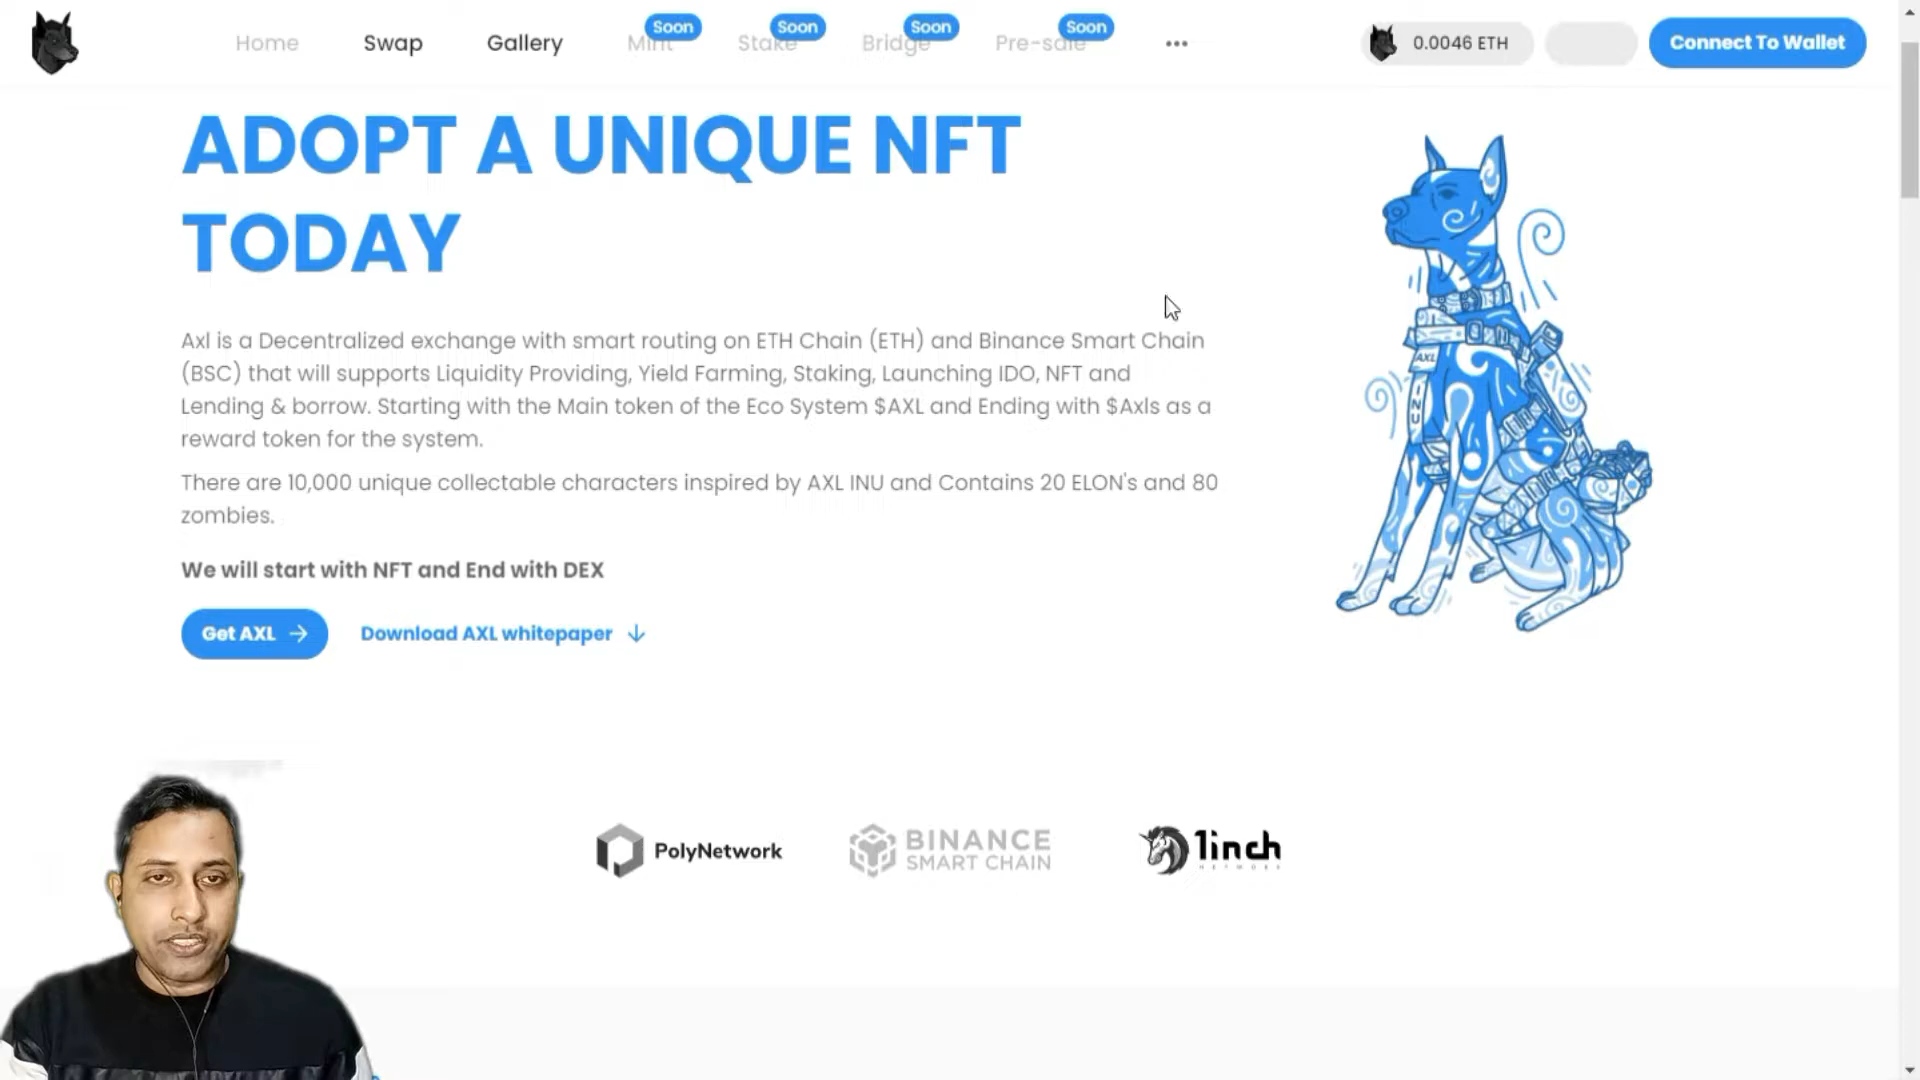 Home
Swap
Gallery
Mint
Soon
Stake
Soon
Bridge
Soon
Pre-sale
Soon
0.0046 ETH
Connect To Wallet
ADOPT A UNIQUE NFT
TODAY
Axl is a Decentralized exchange with smart routing on ETH Chain (ETH) and Binance Smart Chain
(BSC) that will supports Liquidity Providing, Yield Farming, Staking, Launching IDO, NFT and
Lending & borrow. Starting with the Main token of the Eco System $AXL and Ending with $Axls as a
reward token for the system.
There are 10,000 unique collectable characters inspired by AXL INU and Contains 20 ELON's and 80
zombies.
We will start with NFT and End with DEX
Get AXL
Download AXL whitepaper
AXL
INU
PolyNetwork
BINANCE
SMART CHAIN
1inch
NETWORK